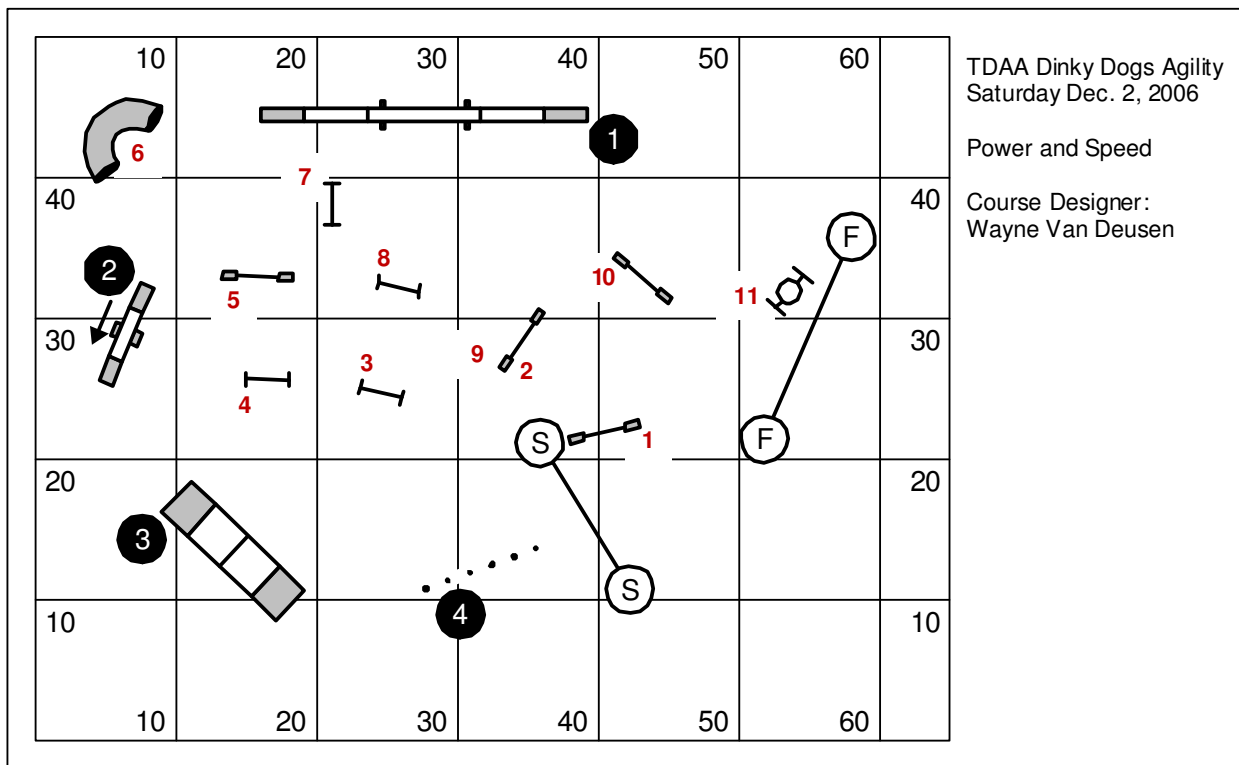 10 20 30 40 50 60
TDAA Dinky Dogs Agility
Saturday Dec. 2, 2006
Power and Speed
Course Designer:
Wayne Van Deusen
1
6
7
40 40
F
2
8
10
5
11
30 30
9
2
3
4
S
1
F
20 20
3
4
S
10 10
10 20 30 40 50 60